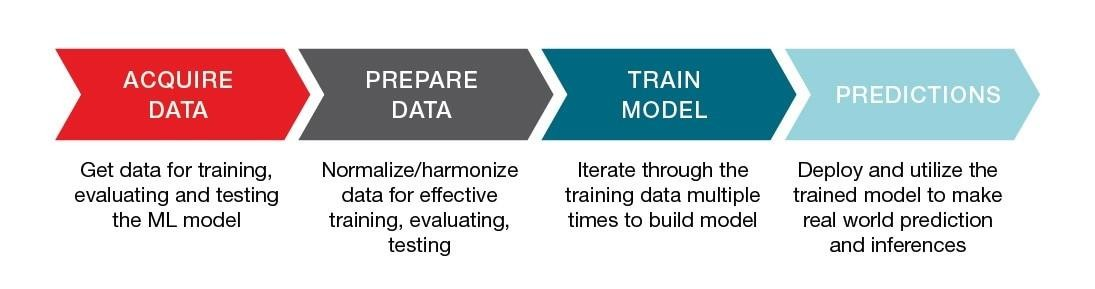 ACQUIRE
DATA
Get data for training,
evaluating and testing
the ML model
PREPARE
DATA
Normalize/harmonize
data for effective
training, evaluating,
testing
TRAIN
MODEL
Iterate through the
training data multiple
times to build model
PREDICTIONS
Deploy and utilize the
trained model to make
real world prediction
and inferences